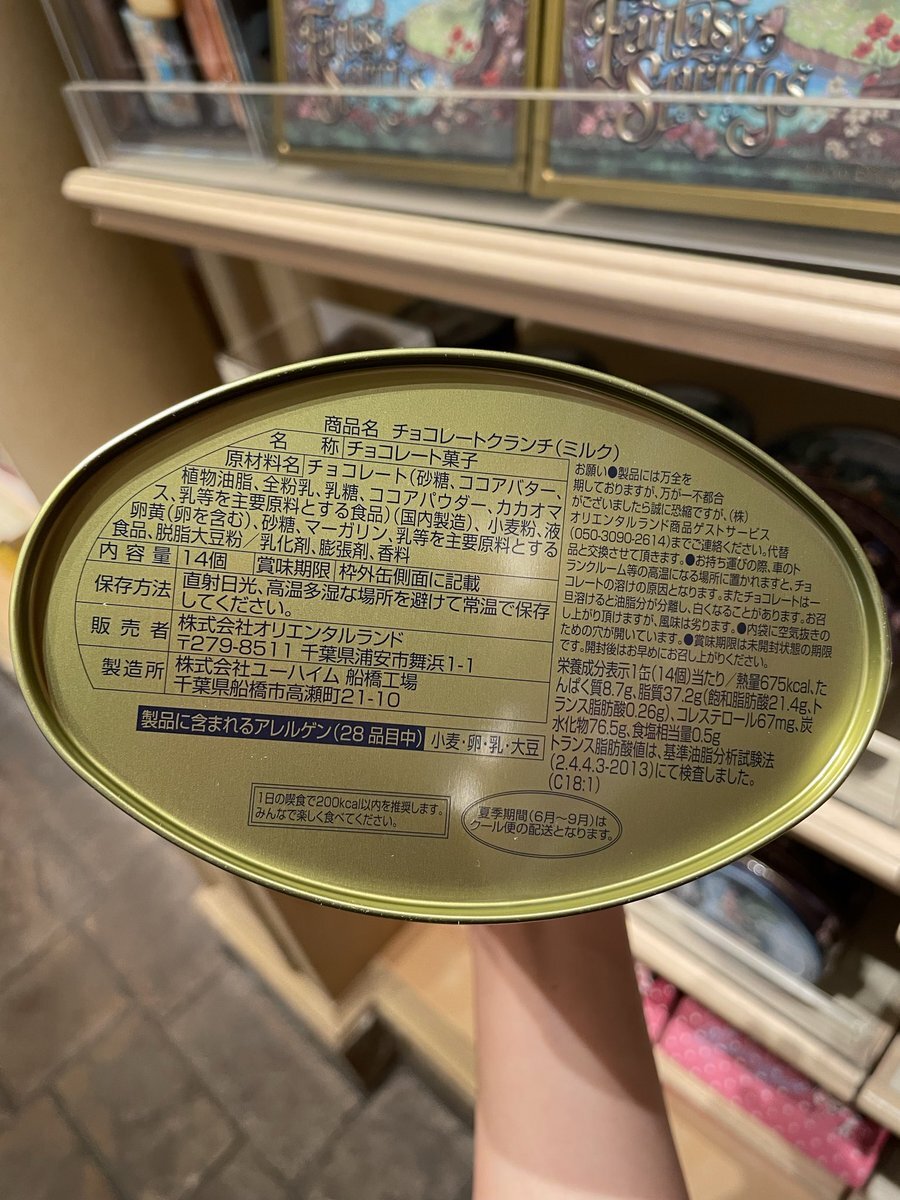 Fantasy
Springs
Fantasy
Springs
商品名 チョコレートクランチ(ミルク)
名 称 チョコレート菓子
原材料名 チョコレート(砂糖、ココアバター、
植物油脂、全粉乳、乳糖、ココアパウダー、カカオマ
ス、乳等を主要原料とする食品)(国内製造)、小麦粉、液
卵黄(卵を含む)、砂糖、マーガリン、乳等を主要原料とする
食品、脱脂大豆粉/乳化剤、膨張剤、香料
内容量 14個 賞味期限 枠外缶側面に記載
保存方法 直射日光、高温多湿な場所を避けて常温で保存
してください。
販売者 株式会社オリエンタルランド
〒279-8511 千葉県浦安市舞浜1-1
製造所 株式会社ユーハイム 船橋工場
千葉県船橋市高瀬町21-10
製品に含まれるアレルゲン(28品目中) 小麦・卵・乳・大豆
お願い●製品には万全を
期しておりますが、万が一不都合
がございましたら誠に恐縮ですが、(株)
オリエンタルランド商品ゲストサービス
(050-3090-2614)までご連絡ください。代替
品と交換させて頂きます。●お持ち運びの際、車のト
ランクルーム等の高温になる場所に置かれますと、チョ
コレートの溶けの原因となります。またチョコレートは一
旦溶けると油脂分が分離し、白くなることがあります。お召
し上がり頂けますが、風味は劣ります。●内袋に空気抜きの
ための穴が開いています。●賞味期限は未開封状態の期限
です。開封後はお早めにお召し上がりください。
栄養成分表示1缶(14個)当たり/熱量675kcal、た
んぱく質8.7g、脂質37.2g(飽和脂肪酸21.4g、ト
ランス脂肪酸0.26g)、コレステロール67mg、炭
水化物76.5g、食塩相当量0.5g
トランス脂肪酸値は、基準油脂分析試験法
(2.4.4.3-2013)にて検査しました。
(C18:1)
1日の喫食で200kcal以内を推奨します。
みんなで楽しく食べてください。
夏季期間(6月～9月)は
クール便の配送となります。